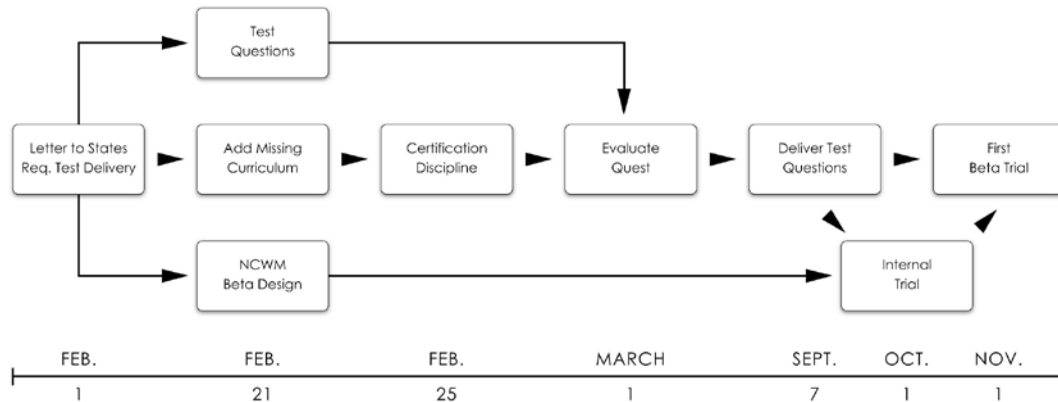 Test
Questions
Letter to States
Req. Test Delivery
Add Missing
Curriculum
Certification
Discipline
Evaluate
Quest
Deliver Test
Questions
First
Beta Trial
NCWM
Beta Design
Internal
Trial
FEB. FEB. FEB. MARCH SEPT. OCT. NOV.
1 21 25 1 7 1 1